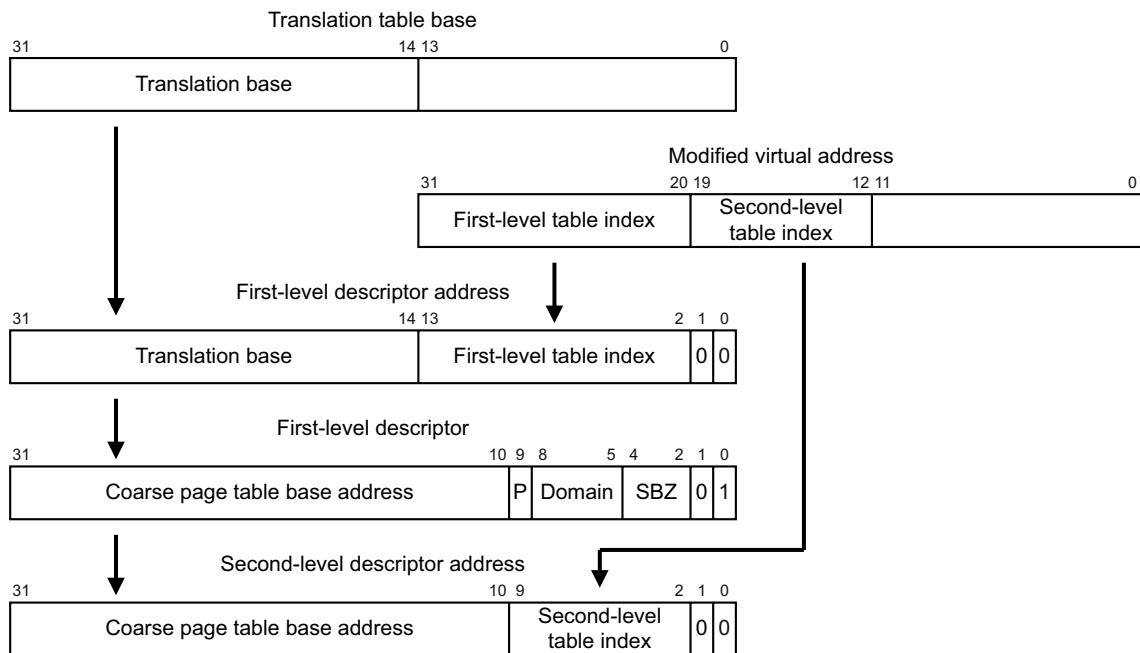 Translation table base
31 14 13 0
Translation base
Modified virtual address
31 20 19 12 11 0
First-level table index
Second-level
table index
First-level descriptor address
31 14 13 2 1 0
Translation base First-level table index 0 0
First-level descriptor
31 10 9 8 5 4 2 1 0
Coarse page table base address P Domain SBZ 0 1
Second-level descriptor address
31 10 9 2 1 0
Coarse page table base address
Second-level
table index
0 0